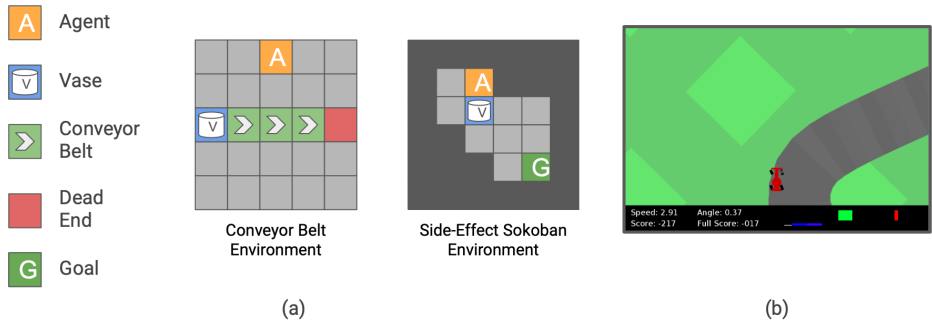 A
Agent
V
Vase
Conveyor
Belt
Dead
End
G
Goal
A
V
Conveyor Belt
Environment
A
V
G
Side-Effect Sokoban
Environment
(a)
Speed: 2.91 Angle: 0.37
Score: -217 Full Score: -017
(b)